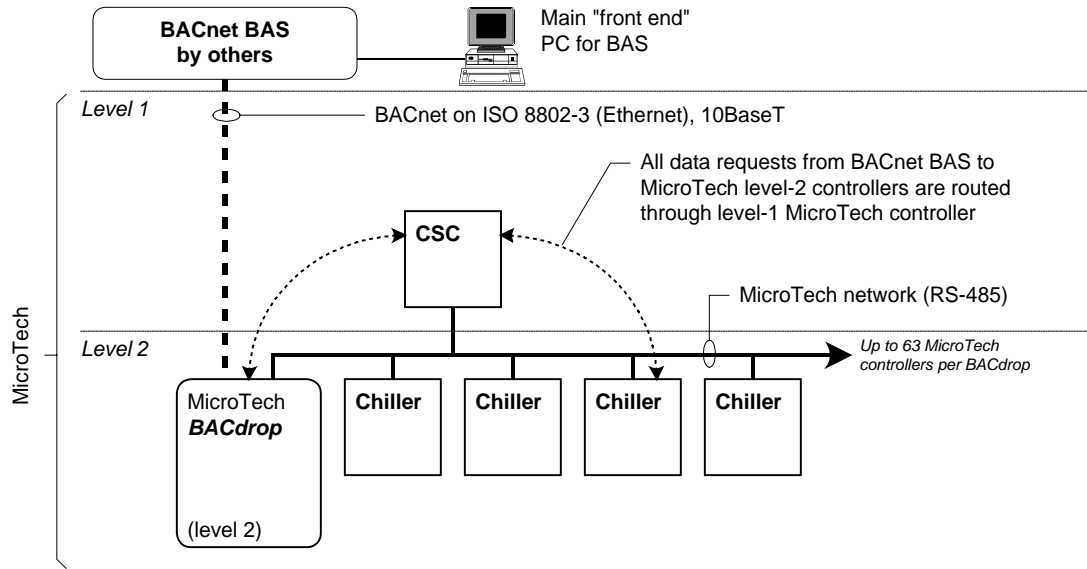 BACnet BAS
by others
Main "front end"
PC for BAS
Level 1
BACnet on ISO 8802-3 (Ethernet), 10BaseT
All data requests from BACnet BAS to
MicroTech level-2 controllers are routed
through level-1 MicroTech controller
CSC
MicroTech network (RS-485)
MicroTech
Level 2
Up to 63 MicroTech
controllers per BACdrop
MicroTech
BACdrop
(level 2)
Chiller
Chiller
Chiller
Chiller